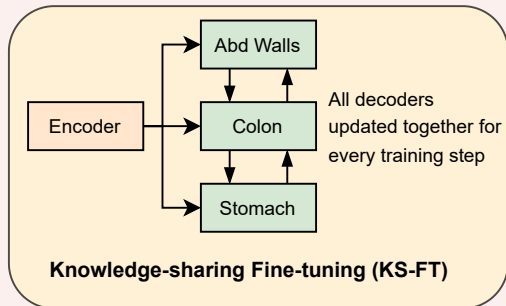 Abd Walls
Encoder
Colon
Stomach
All decoders
updated together for
every training step
Knowledge-sharing Fine-tuning (KS-FT)